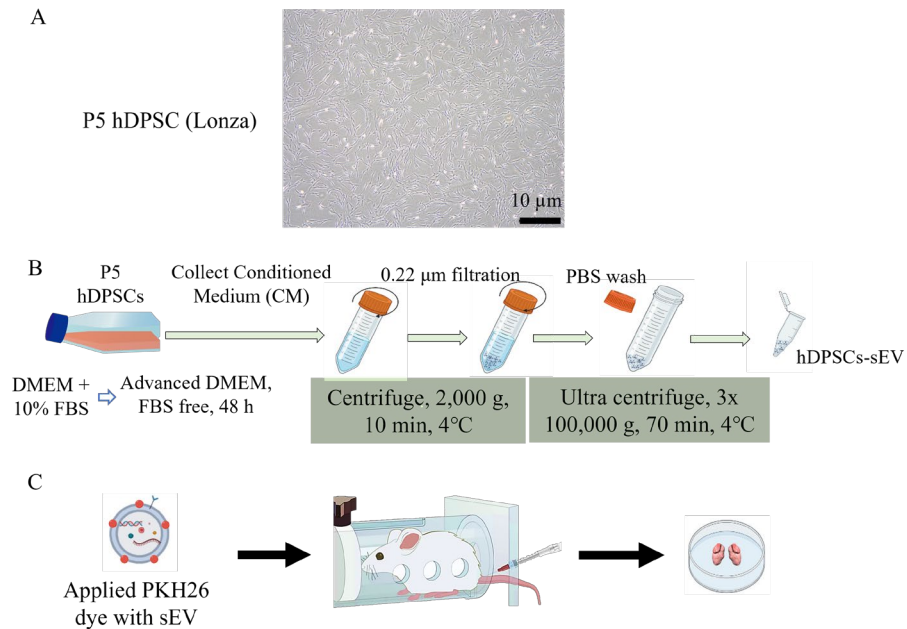 A
P5 hDPSC (Lonza)
10 μm
B
P5
hDPSCs
Collect Conditioned
Medium (CM)
0.22 μm filtration
PBS wash
hDPSCs-sEV
DMEM +
10% FBS
Advanced DMEM,
FBS free, 48 h
Centrifuge, 2,000 g,
10 min, 4℃
Ultra centrifuge, 3x
100,000 g, 70 min, 4℃
C
Applied PKH26
dye with sEV